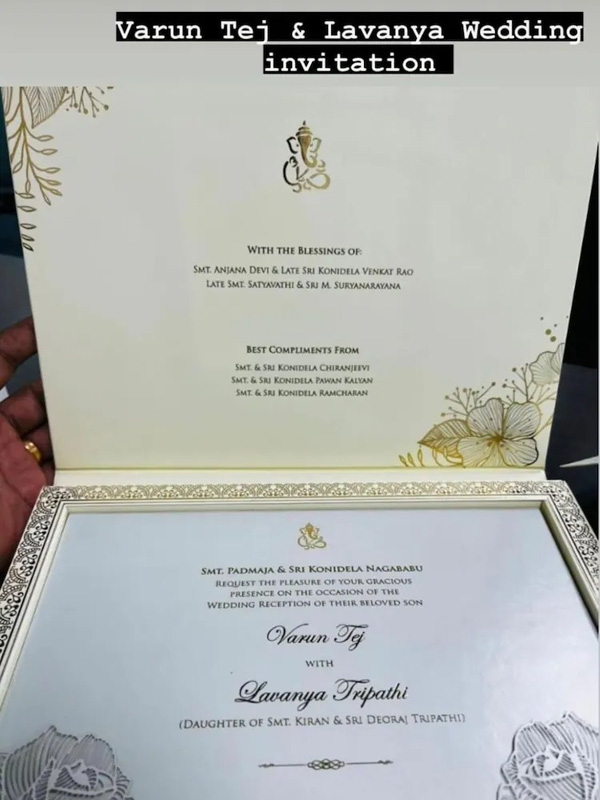 Varun Tej & Lavanya Wedding
invitation
WITH THE BLESSINGS OF:
SMT. ANJANA DEVI & LATE SRI KONIDELA VENKAT RAO
LATE SMT. SATYAVATHI & SRI M. SURYANARAYANA
BEST COMPLIMENTS FROM
SMT. & SRI KONIDELA CHIRANJEEVI
SMT. & SRI KONIDELA PAWAN KALYAN
SMT. & SRI KONIDELA RAMCHARAN
SMT. PADMAJA & SRI KONIDELA NAGABABU
REQUEST THE PLEASURE OF YOUR GRACIOUS
PRESENCE ON THE OCCASION OF THE
WEDDING RECEPTION OF THEIR BELOVED SON
Varun Tej
WITH
Lavanya Tripathi
(DAUGHTER OF SMT. KIRAN & SRI DEORAJ TRIPATHI)